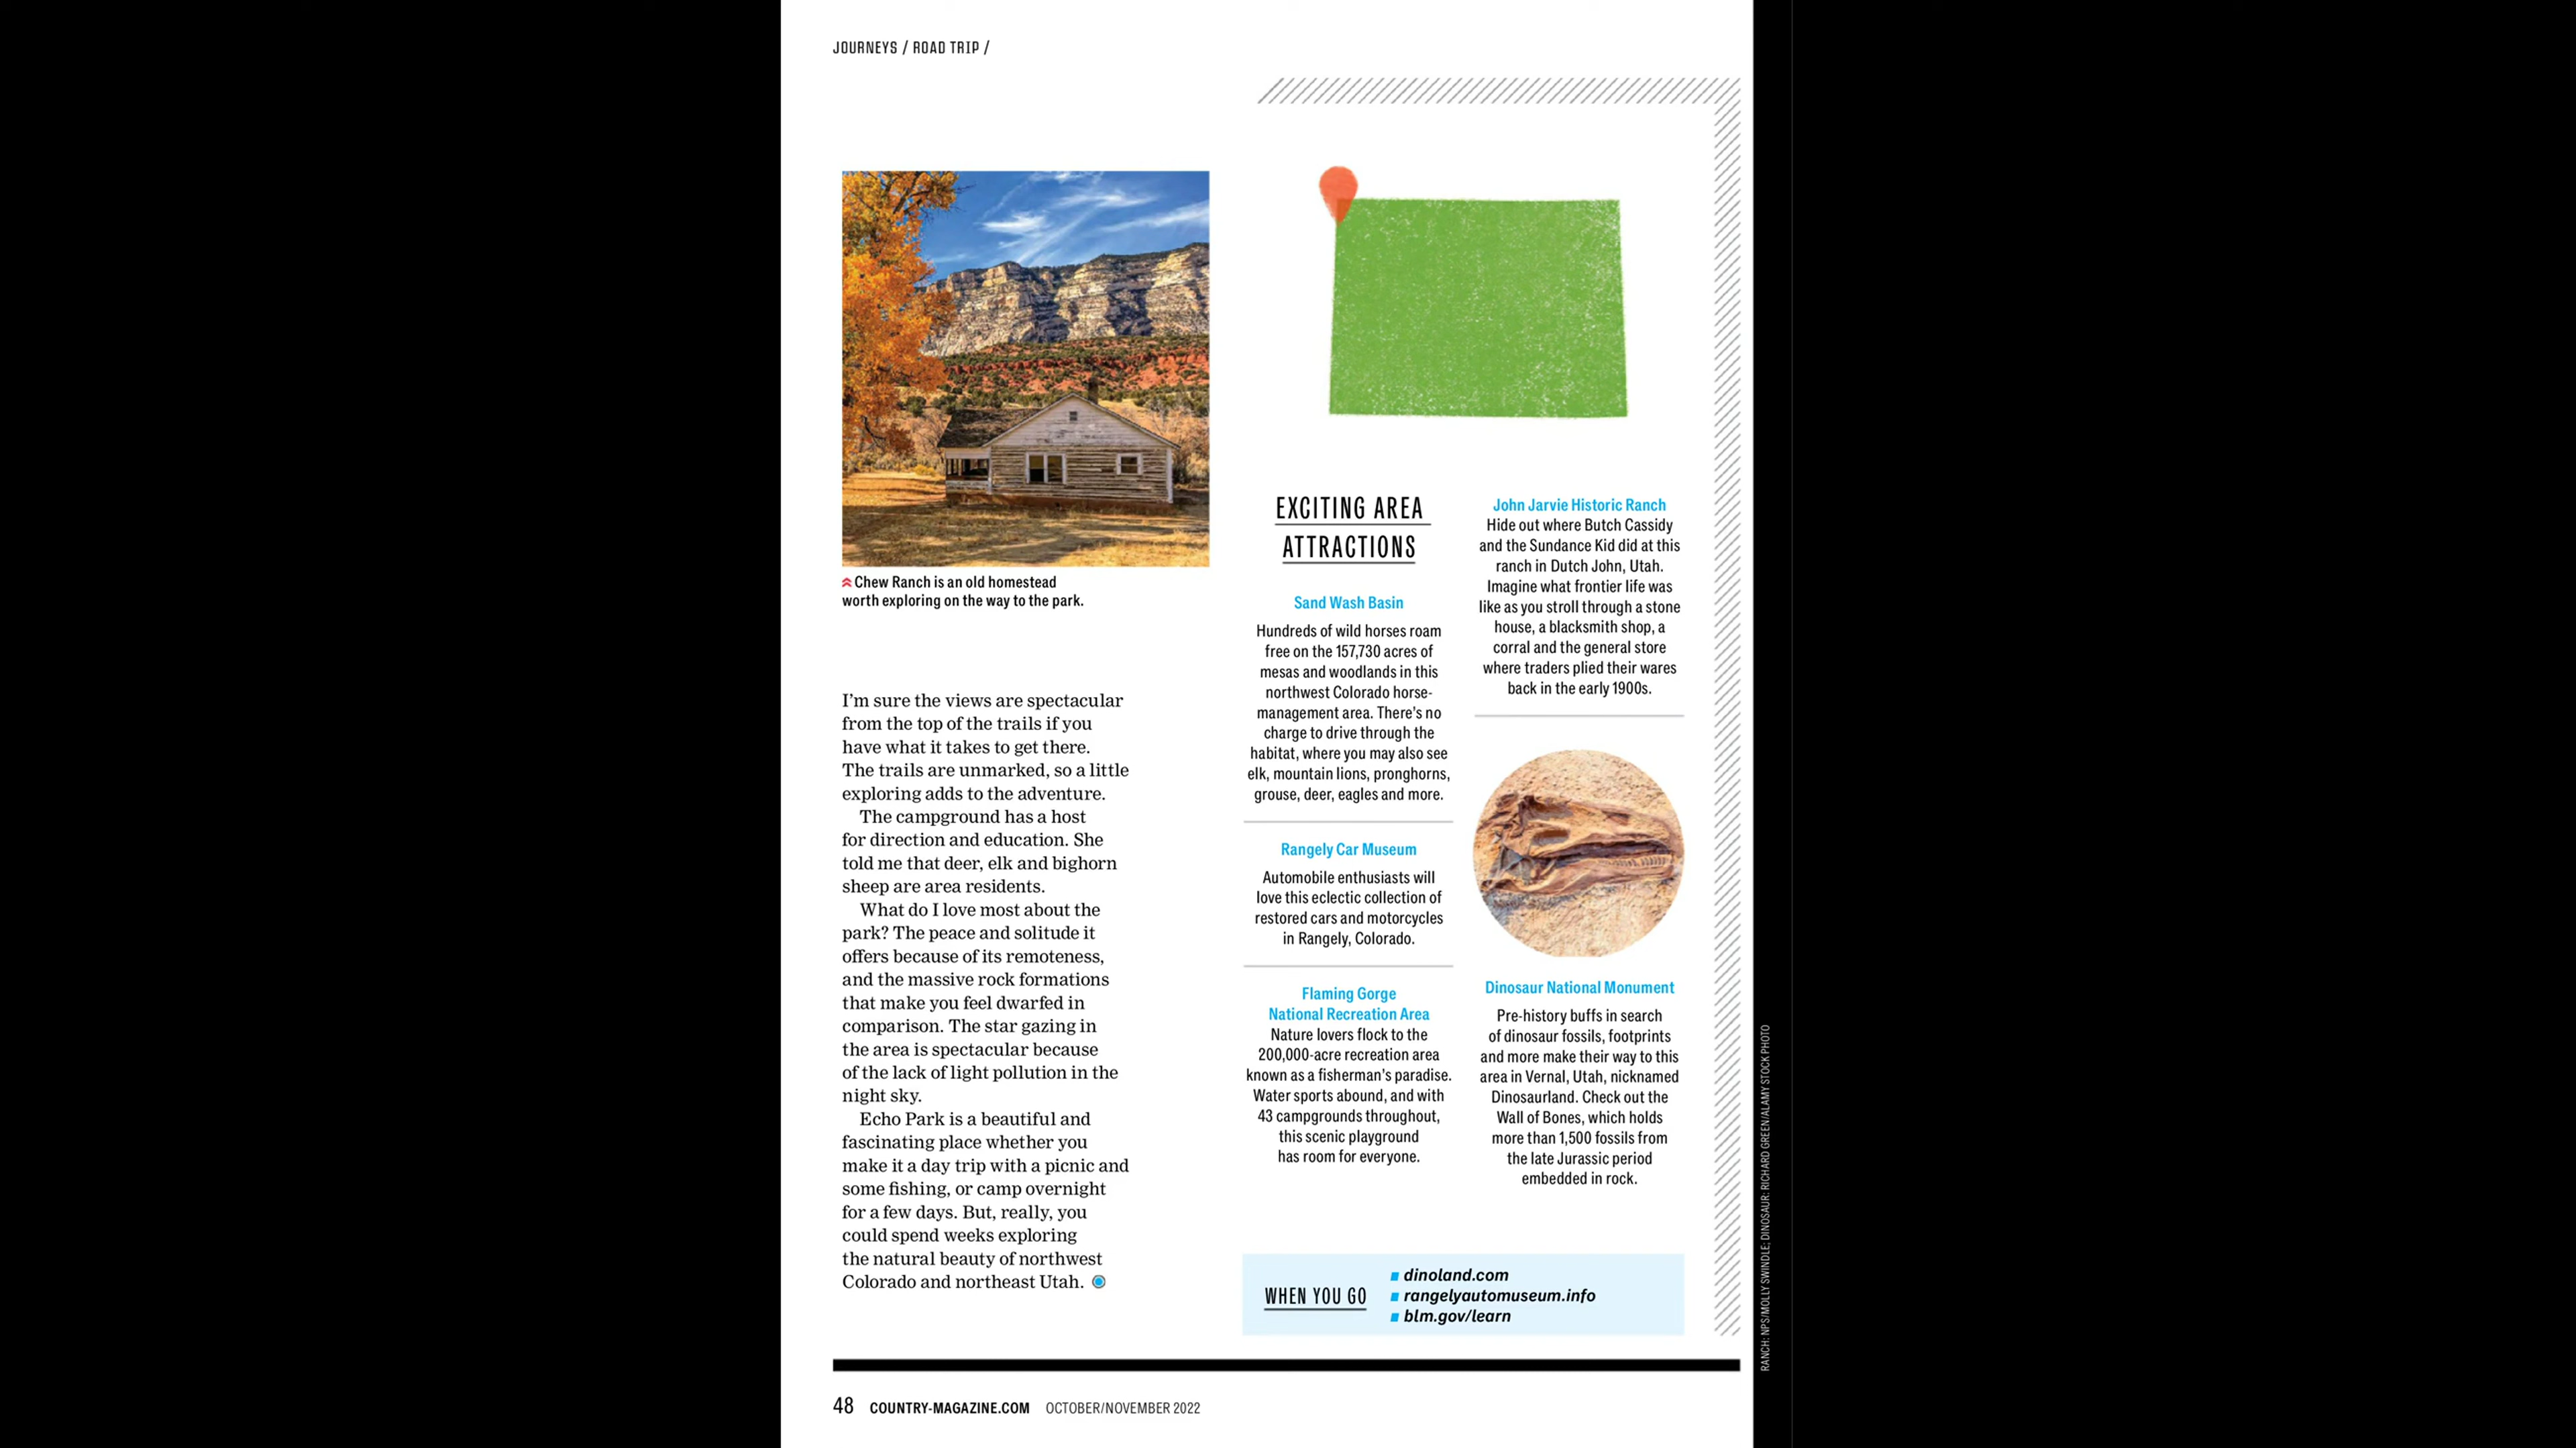 JOURNEYS / ROAD TRIP /
Chew Ranch is an old homestead
worth exploring on the way to the park.
I'm sure the views are spectacular
from the top of the trails if you
have what it takes to get there.
The trails are unmarked, so a little
exploring adds to the adventure.
The campground has a host
for direction and education. She
told me that deer, elk and bighorn
sheep are area residents.
What do I love most about the
park? The peace and solitude it
offers because of its remoteness,
and the massive rock formations
that make you feel dwarfed in
comparison. The star gazing in
the area is spectacular because
of the lack of light pollution in the
night sky.
Echo Park is a beautiful and
fascinating place whether you
make it a day trip with a picnic and
some fishing, or camp overnight
for a few days. But, really, you
could spend weeks exploring
the natural beauty of northwest
Colorado and northeast Utah.
EXCITING AREA
ATTRACTIONS
Sand Wash Basin
Hundreds of wild horses roam
free on the 157,730 acres of
mesas and woodlands in this
northwest Colorado horse-
management area. There's no
charge to drive through the
habitat, where you may also see
elk, mountain lions, pronghorns,
grouse, deer, eagles and more.
Rangely Car Museum
Automobile enthusiasts will
love this eclectic collection of
restored cars and motorcycles
in Rangely, Colorado.
Flaming Gorge
National Recreation Area
Nature lovers flock to the
200,000-acre recreation area
known as a fisherman's paradise.
Water sports abound, and with
43 campgrounds throughout,
this scenic playground
has room for everyone.
John Jarvie Historic Ranch
Hide out where Butch Cassidy
and the Sundance Kid did at this
ranch in Dutch John, Utah.
Imagine what frontier life was
like as you stroll through a stone
house, a blacksmith shop, a
corral and the general store
where traders plied their wares
back in the early 1900s.
Dinosaur National Monument
Pre-history buffs in search
of dinosaur fossils, footprints
and more make their way to this
area in Vernal, Utah, nicknamed
Dinosaurland. Check out the
Wall of Bones, which holds
more than 1,500 fossils from
the late Jurassic period
embedded in rock.
WHEN YOU GO
dinoland.com
rangelyautomuseum.info
blm.gov/learn
RANCH: NPS/MOLLY SWINDLE; DINOSAUR: RICHARD GREEN/ALAMY STOCK PHOTO
48 COUNTRY-MAGAZINE.COM OCTOBER/NOVEMBER 2022